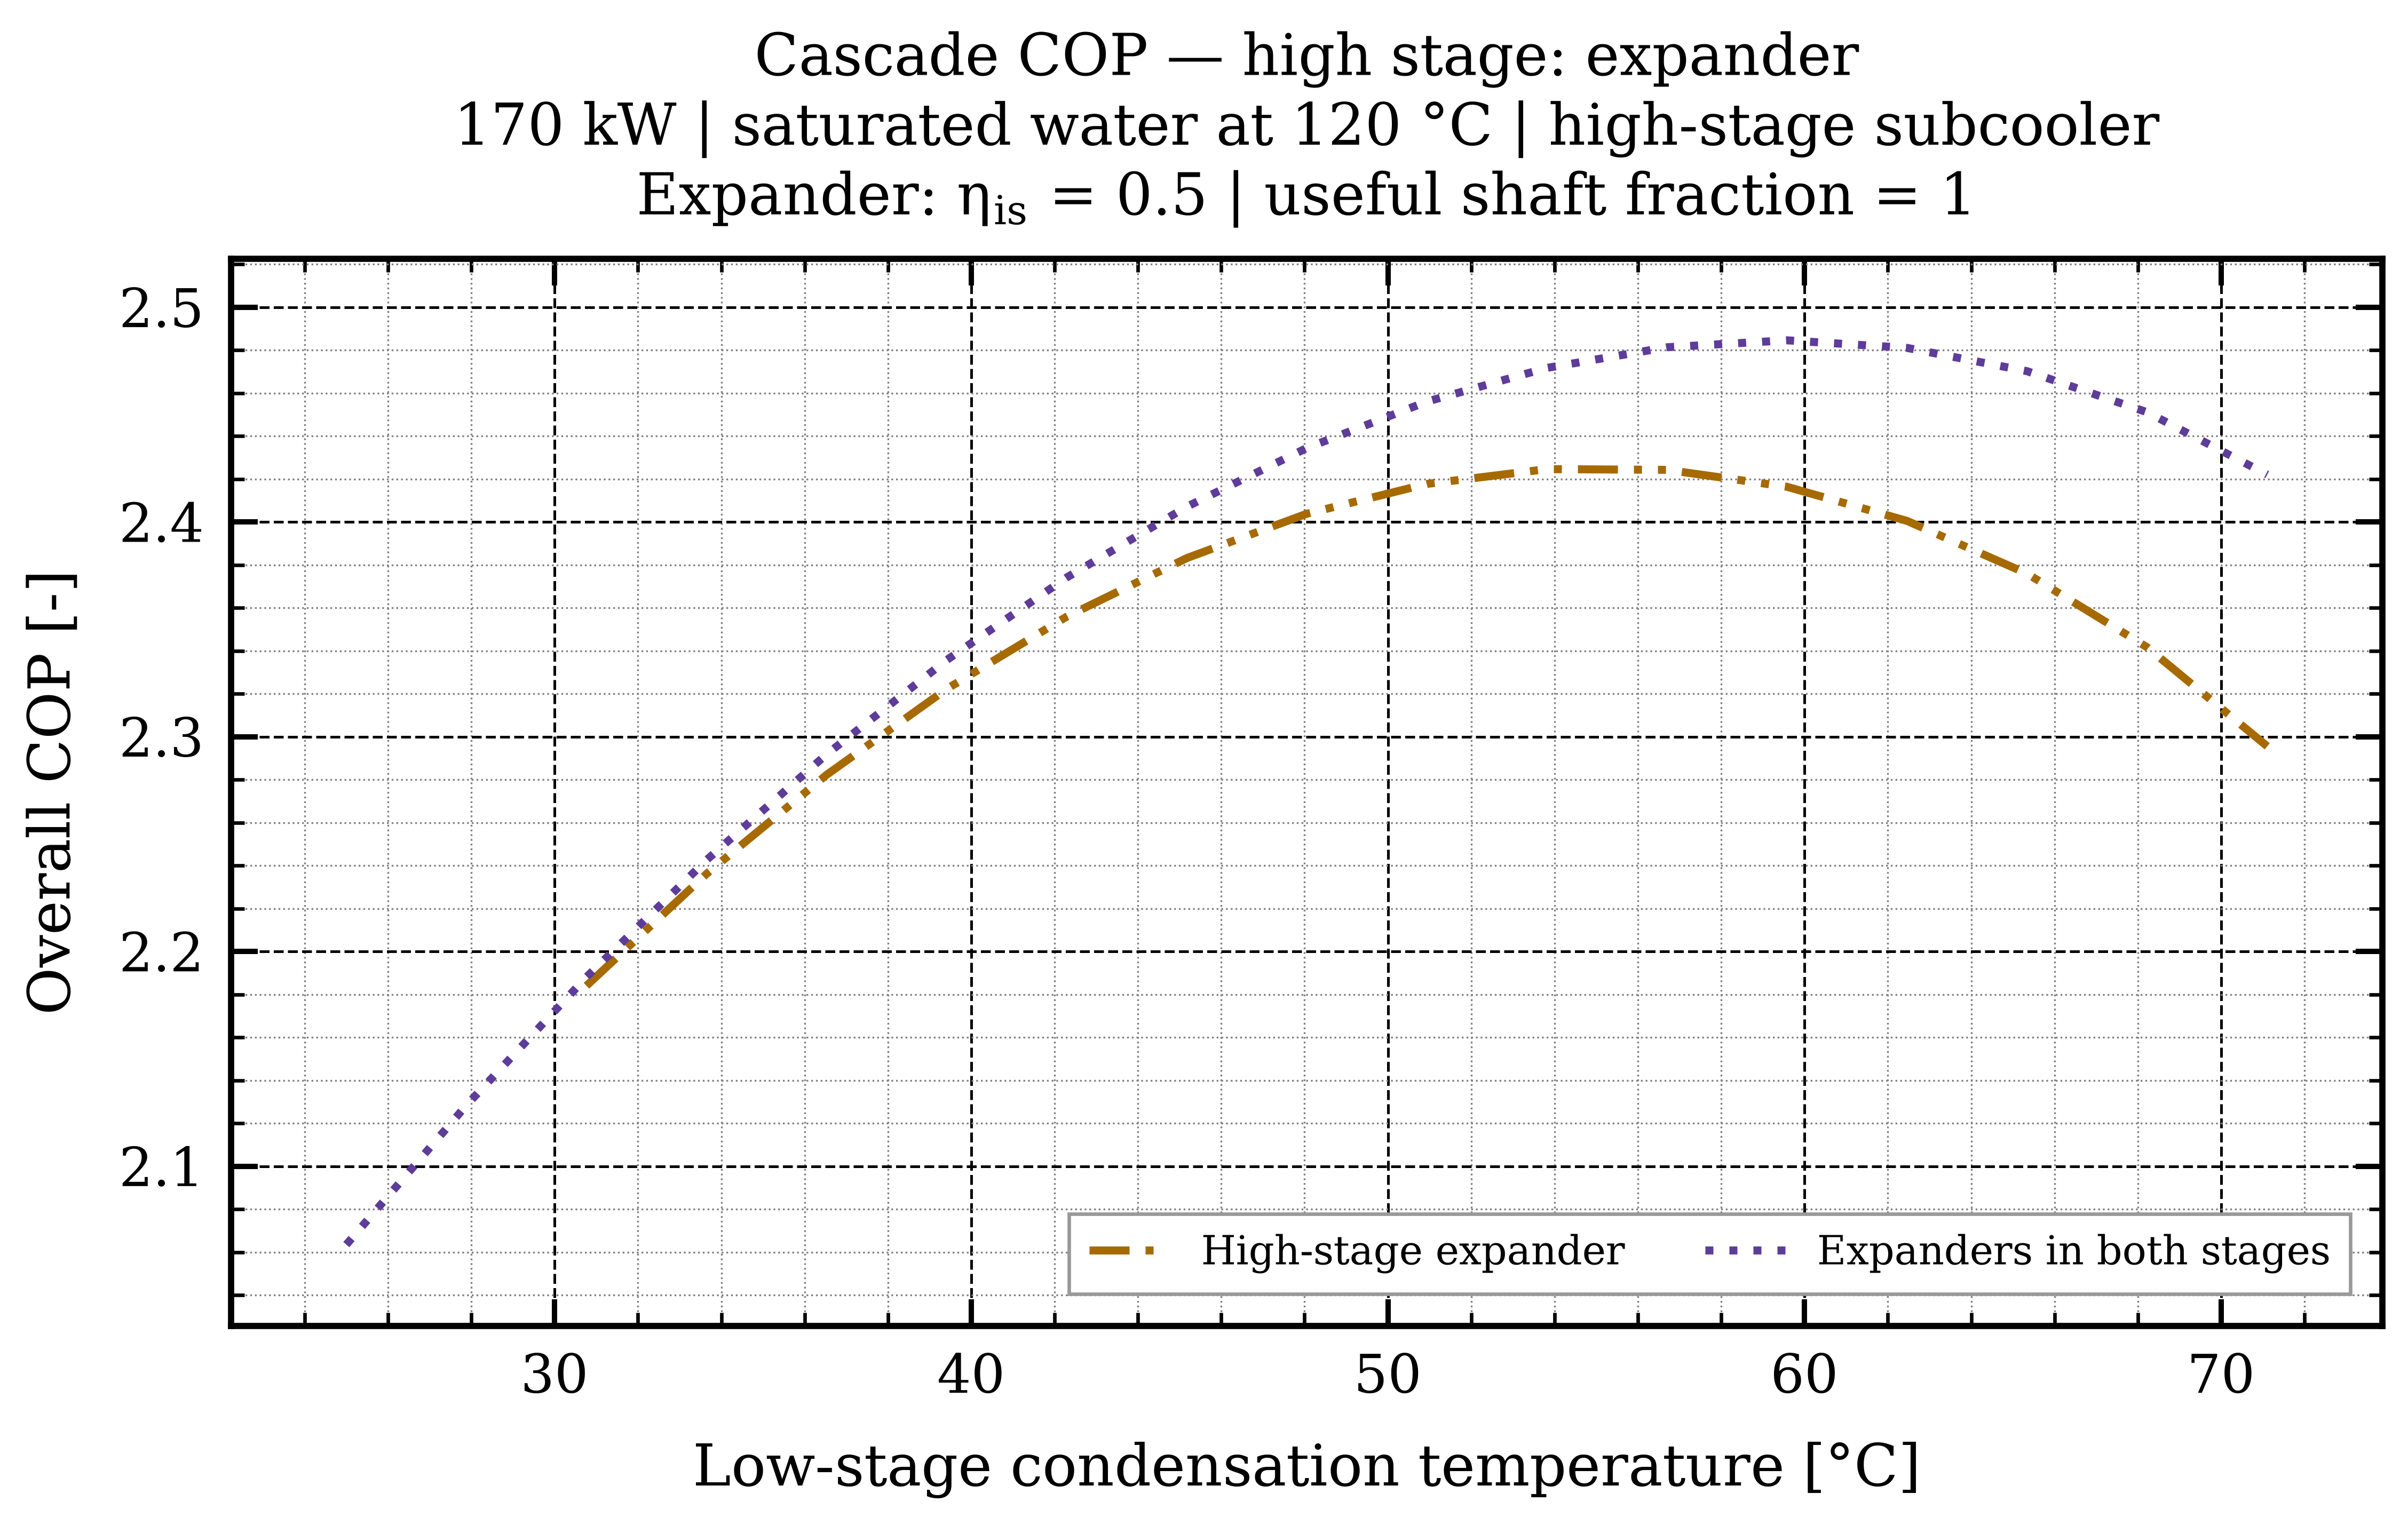 Cascade COP — high stage: expander
170 kW | saturated water at 120 °C | high-stage subcooler
Expander: ηis = 0.5 | useful shaft fraction = 1
Overall COP [-]
2.5
2.4
2.3
2.2
2.1
High-stage expander
Expanders in both stages
30
40
50
60
70
Low-stage condensation temperature [°C]